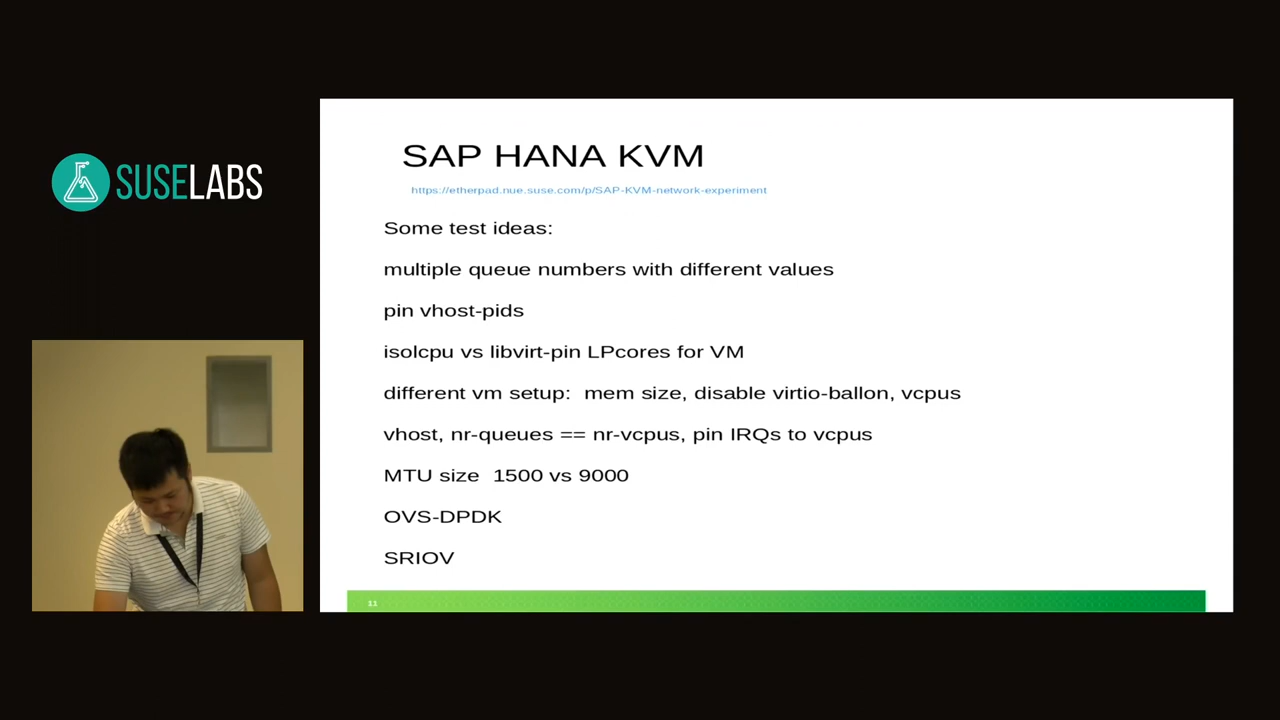 SUSELABS
SAP HANA KVM
https://etherpad.nue.suse.com/p/SAP-KVM-network-experiment
Some test ideas:
multiple queue numbers with different values
pin vhost-pids
isolcpu vs libvirt-pin LPcores for VM
different vm setup:  mem size, disable virtio-ballon, vcpus
vhost, nr-queues == nr-vcpus, pin IRQs to vcpus
MTU size  1500 vs 9000
OVS-DPDK
SRIOV
11